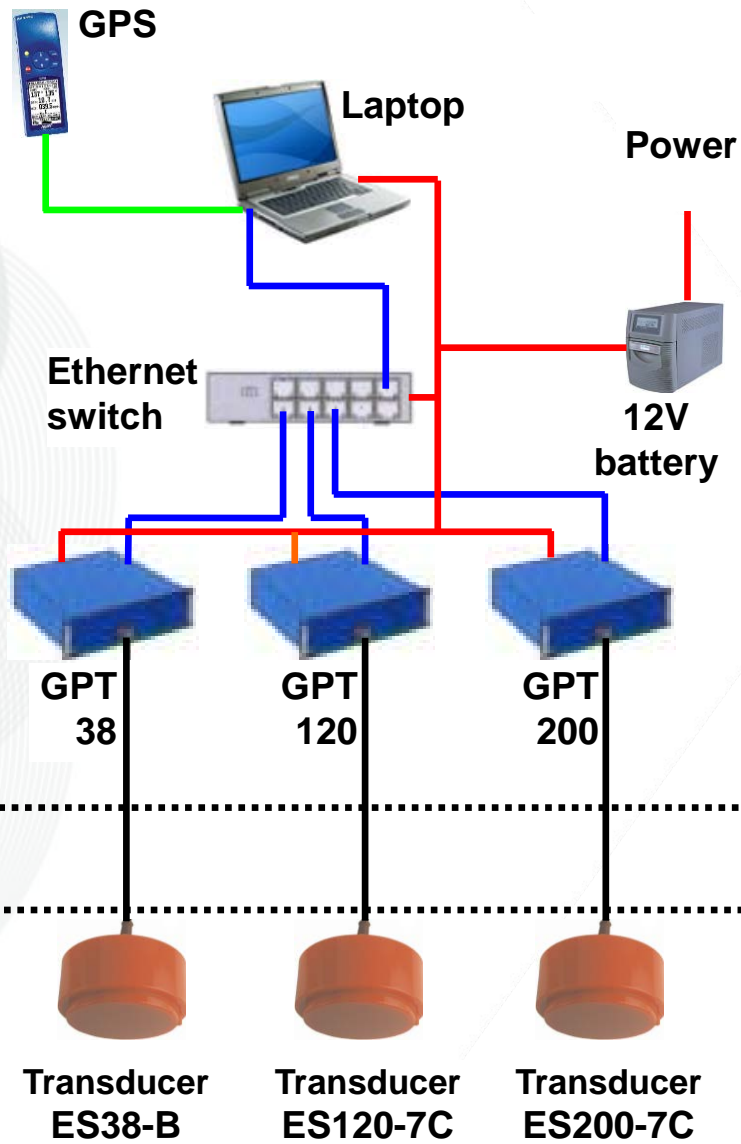 GPS
Laptop
Power
Ethernet
switch
12V
battery
GPT
38
GPT
120
GPT
200
Transducer
ES38-B
Transducer
ES120-7C
Transducer
ES200-7C